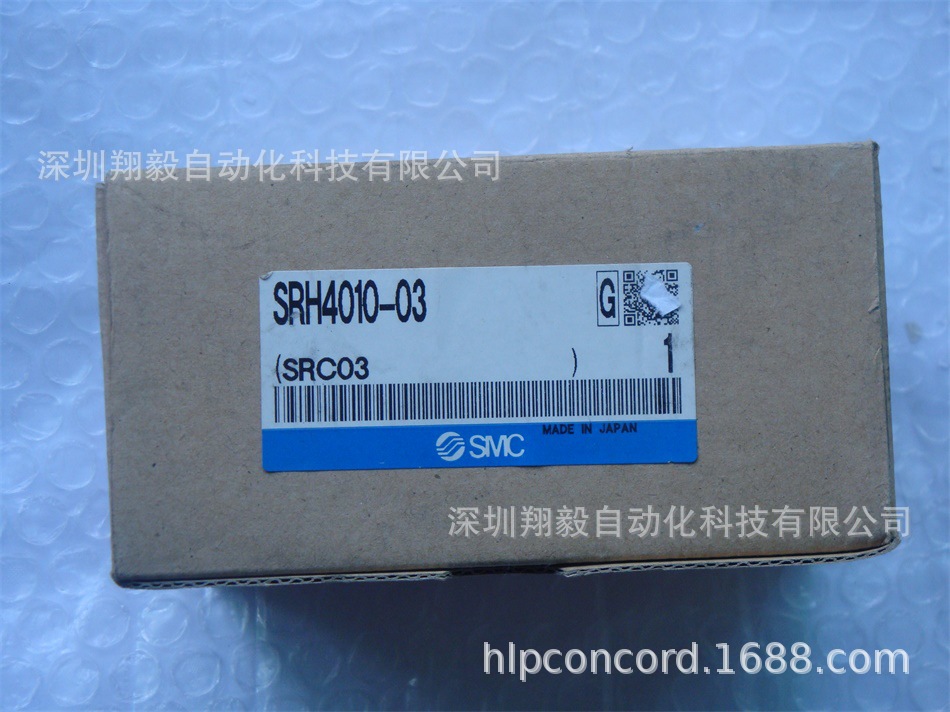 深圳翔毅自动化科技有限公司
SRH4010-03
G
(SRC03 )
1
MADE IN JAPAN
SMC
深圳翔毅自动化科技有限公司
hlpconcord.1688.com